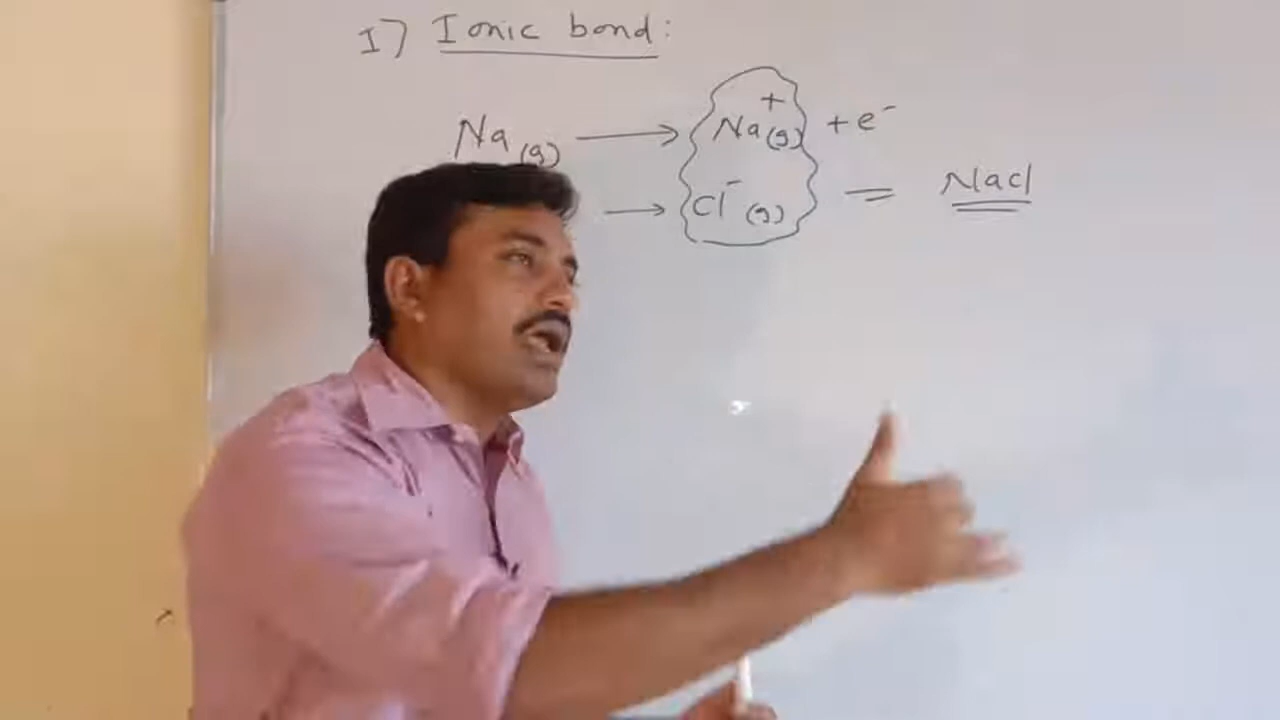 I) Ionic bond:
Na(g) ⟶ Na⁺(g) + e⁻
⟶ Cl⁻(g) = Nacl